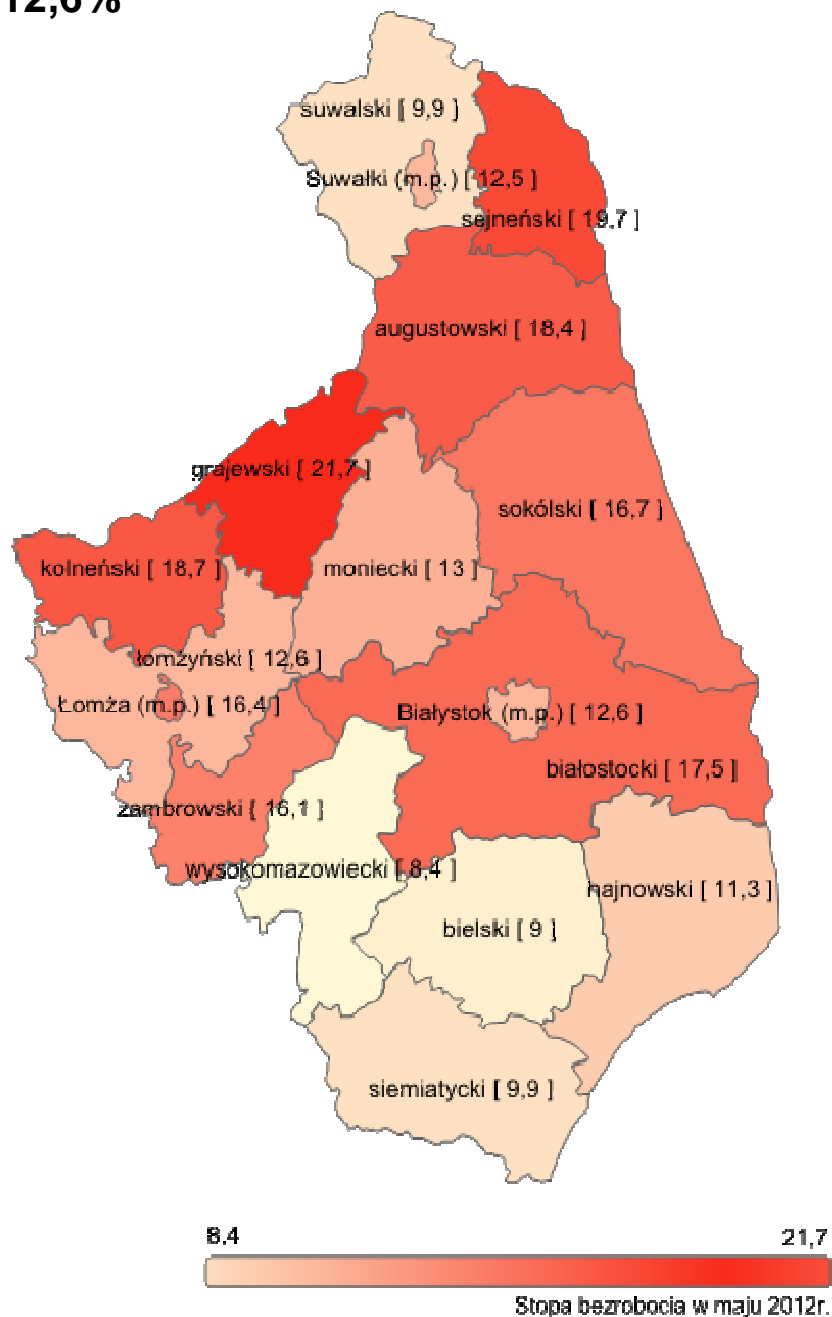 12,6%
suwalski [ 9,9 ]
Suwałki (m.p.) [ 12,5 ]
sejneński [ 19,7 ]
augustowski [ 18,4 ]
grajewski [ 21,7 ]
sokólski [ 16,7 ]
kolneński [ 18,7 ]
moniecki [ 13 ]
łomżyński [ 12,6 ]
Łomża (m.p.) [ 16,4 ]
Białystok (m.p.) [ 12,6 ]
białostocki [ 17,5 ]
zambrowski [ 16,1 ]
wysokomazowiecki [ 8,4 ]
hajnowski [ 11,3 ]
bielski [ 9 ]
siemiatycki [ 9,9 ]
8,4
21,7
Stopa bezrobocia w maju 2012r.